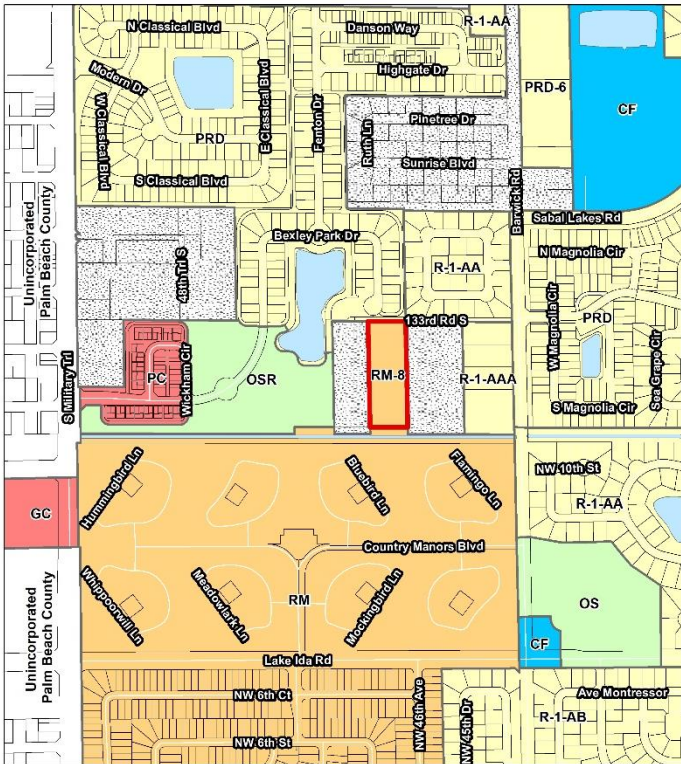 N Classical Blvd
Danson Way
R-1-AA
Highgate Dr
Modern Dr
W Classical Blvd
E Classical Blvd
Fenton Dr
PRD
S Classical Blvd
Ruth Ln
Pinetree Dr
Sunrise Blvd
PRD-6
CF
Barwick Rd
Sabal Lakes Rd
Unincorporated
Palm Beach County
48th Trl S
Bexley Park Dr
R-1-AA
N Magnolia Cir
W Magnolia Cir
PRD
Sea Grape Cir
S Magnolia Cir
133rd Rd S
S Military Trl
PC
Wickham Cir
OSR
RM-8
R-1-AAA
Hummingbird Ln
Bluebird Ln
Flamingo Ln
NW 10th St
R-1-AA
GC
Country Manors Blvd
Whippoorwill Ln
Meadowlark Ln
RM
Mockingbird Ln
OS
CF
Unincorporated
Palm Beach County
Lake Ida Rd
NW 6th Ct
NW 46th Ave
NW 45th Dr
Ave Montressor
R-1-AB
NW 6th St